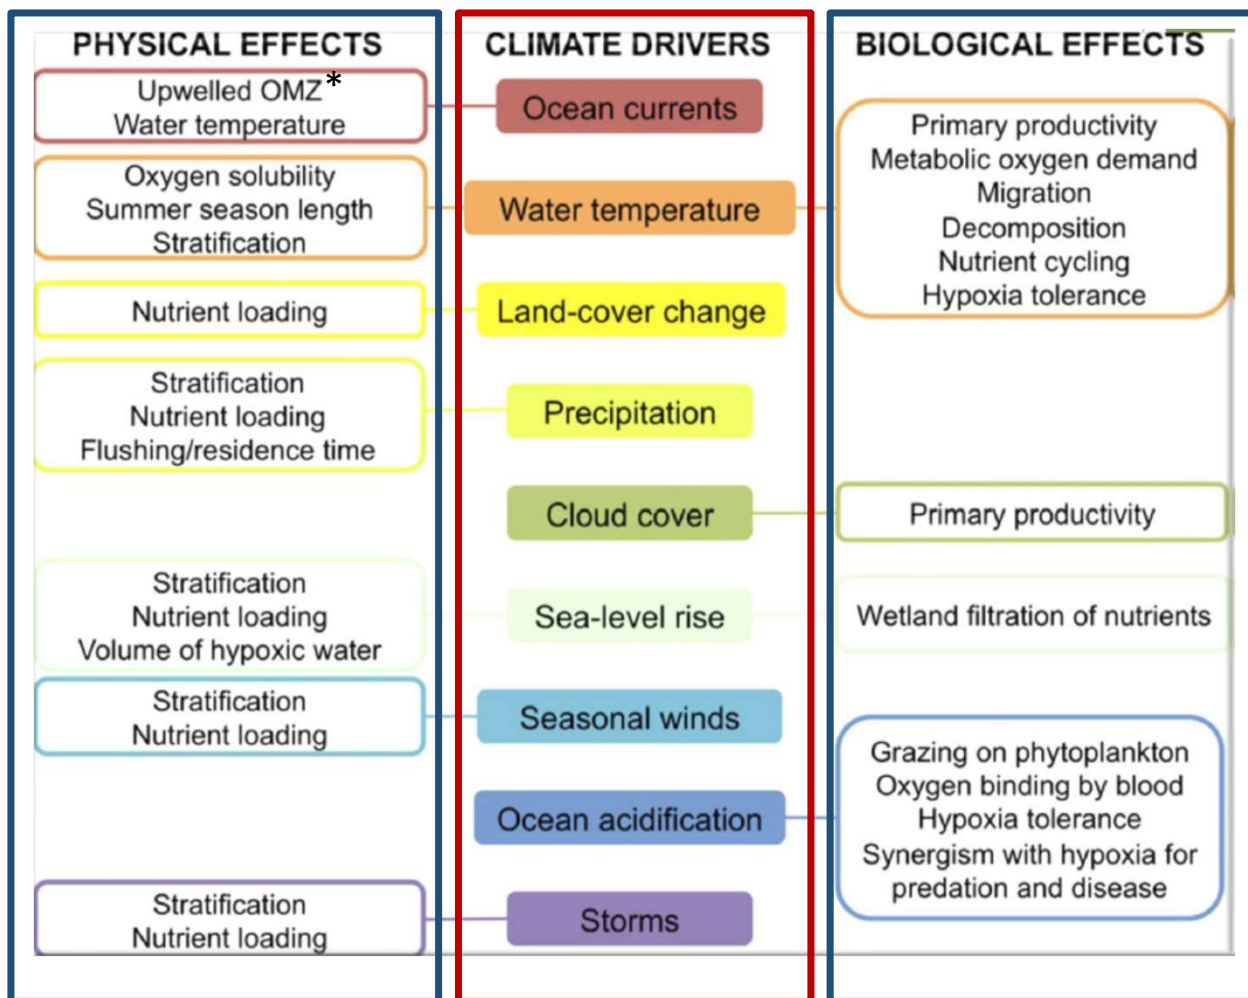 PHYSICAL EFFECTS
Upwelled OMZ*
Water temperature
Oxygen solubility
Summer season length
Stratification
Nutrient loading
Stratification
Nutrient loading
Flushing/residence time
Stratification
Nutrient loading
Volume of hypoxic water
Stratification
Nutrient loading
Stratification
Nutrient loading
CLIMATE DRIVERS
Ocean currents
Water temperature
Land-cover change
Precipitation
Cloud cover
Sea-level rise
Seasonal winds
Ocean acidification
Storms
BIOLOGICAL EFFECTS
Primary productivity
Metabolic oxygen demand
Migration
Decomposition
Nutrient cycling
Hypoxia tolerance
Primary productivity
Wetland filtration of nutrients
Grazing on phytoplankton
Oxygen binding by blood
Hypoxia tolerance
Synergism with hypoxia for
predation and disease